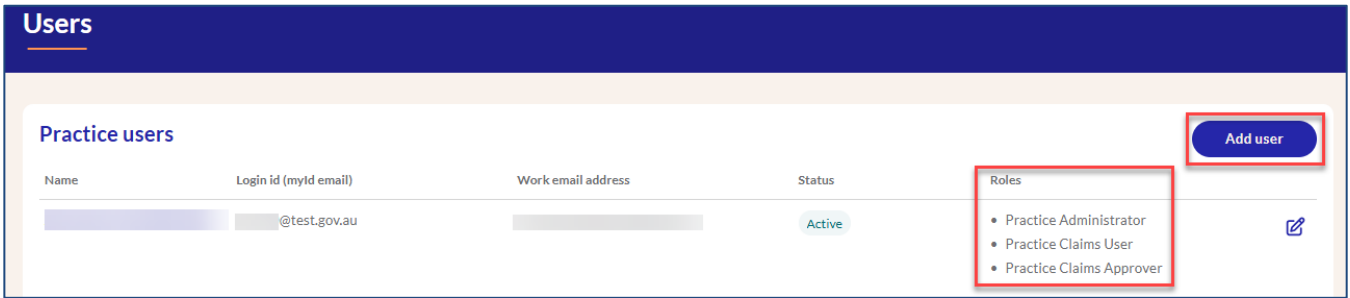 Users
Practice users
Add user
Name Login id (myId email) Work email address Status Roles
@test.gov.au Active • Practice Administrator
• Practice Claims User
• Practice Claims Approver